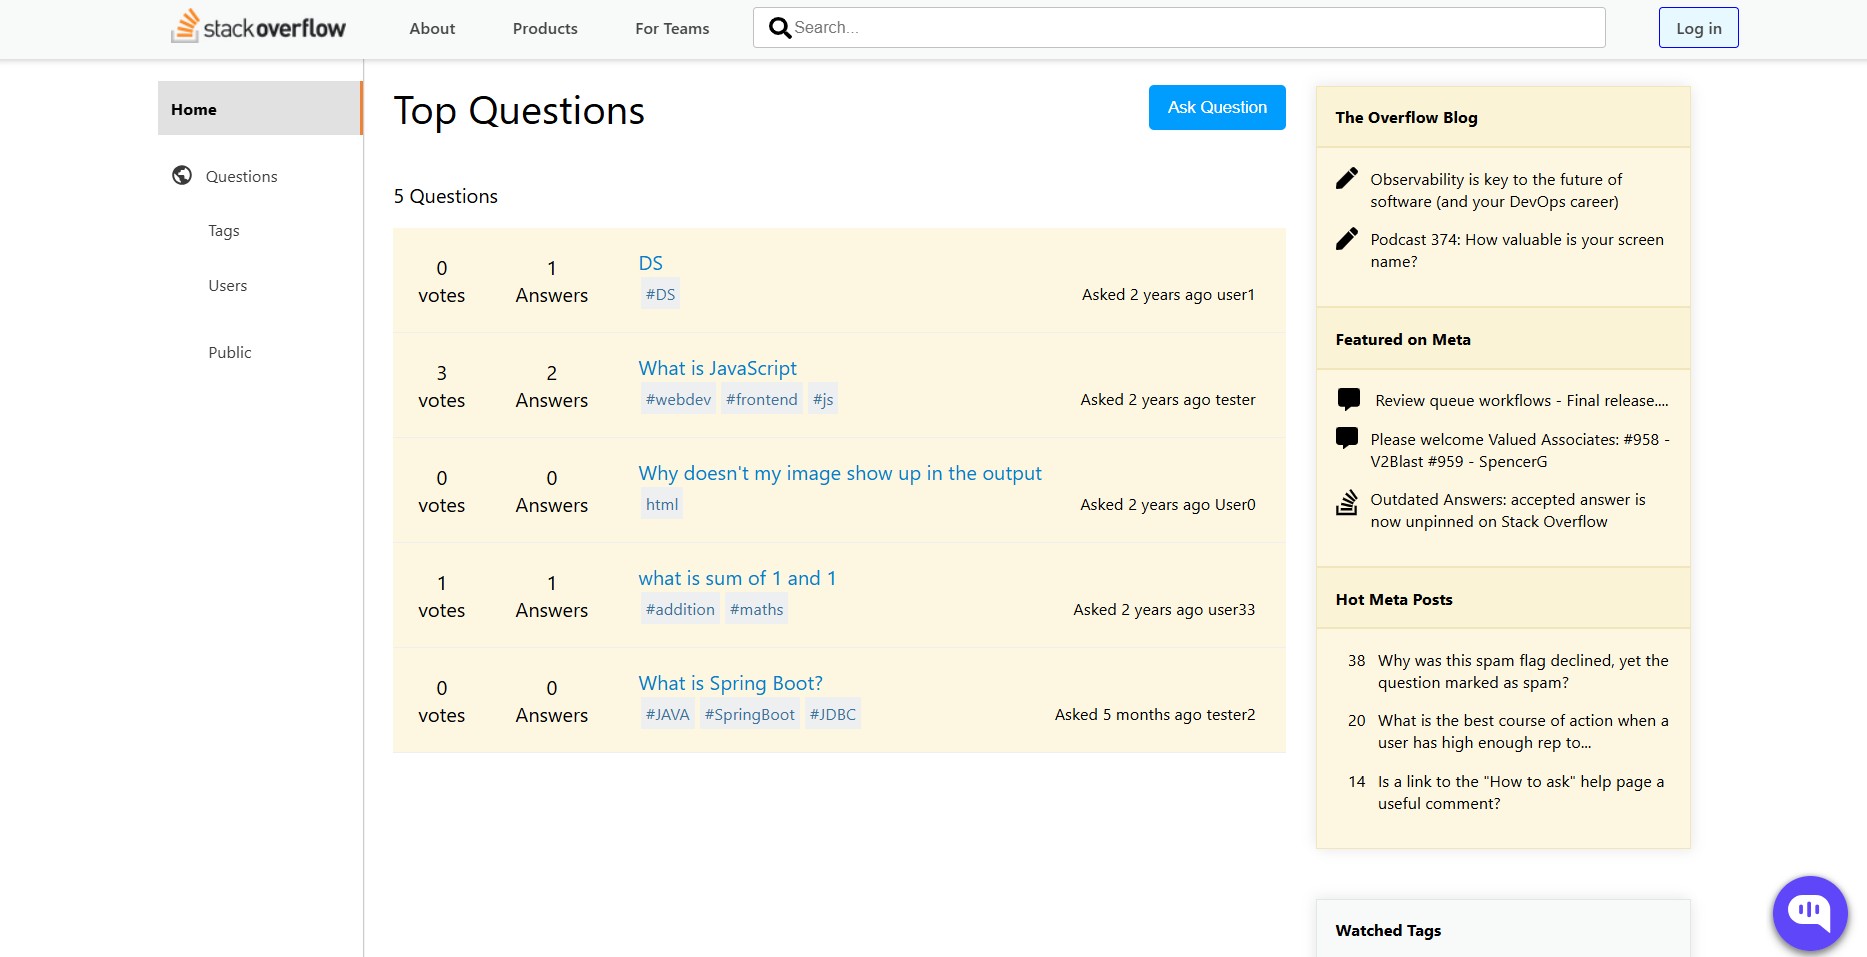 stackoverflow About Products For Teams Search... Log in
Home
Questions
Tags
Users
Public
Top Questions
Ask Question
5 Questions
0 votes 1 Answers
DS
#DS
Asked 2 years ago user1
3 votes 2 Answers
What is JavaScript
#webdev #frontend #js
Asked 2 years ago tester
0 votes 0 Answers
Why doesn't my image show up in the output
html
Asked 2 years ago User0
1 votes 1 Answers
what is sum of 1 and 1
#addition #maths
Asked 2 years ago user33
0 votes 0 Answers
What is Spring Boot?
#JAVA #SpringBoot #JDBC
Asked 5 months ago tester2
The Overflow Blog
Observability is key to the future of
software (and your DevOps career)
Podcast 374: How valuable is your screen
name?
Featured on Meta
Review queue workflows - Final release....
Please welcome Valued Associates: #958 -
V2Blast #959 - SpencerG
Outdated Answers: accepted answer is
now unpinned on Stack Overflow
Hot Meta Posts
38 Why was this spam flag declined, yet the
question marked as spam?
20 What is the best course of action when a
user has high enough rep to...
14 Is a link to the "How to ask" help page a
useful comment?
Watched Tags